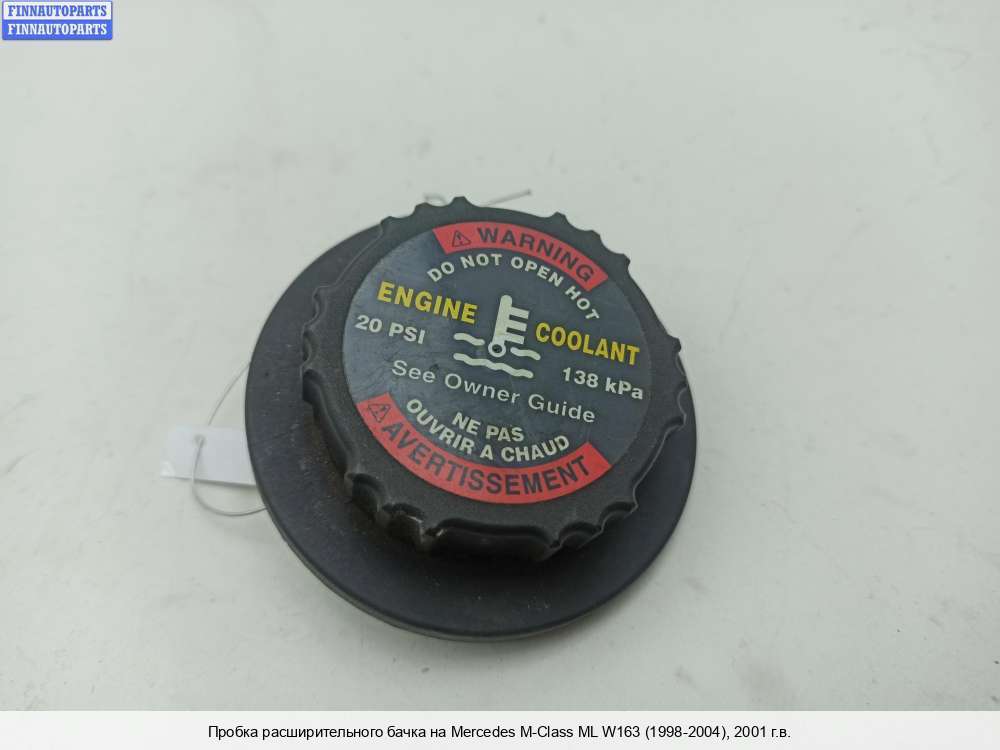 FINNAUTOPARTS
FINNAUTOPARTS
WARNING
DO NOT OPEN HOT
ENGINE COOLANT
20 PSI 138 kPa
See Owner Guide
NE PAS
OUVRIR A CHAUD
AVERTISSEMENT
Пробка расширительного бачка на Mercedes M-Class ML W163 (1998-2004), 2001 г.в.